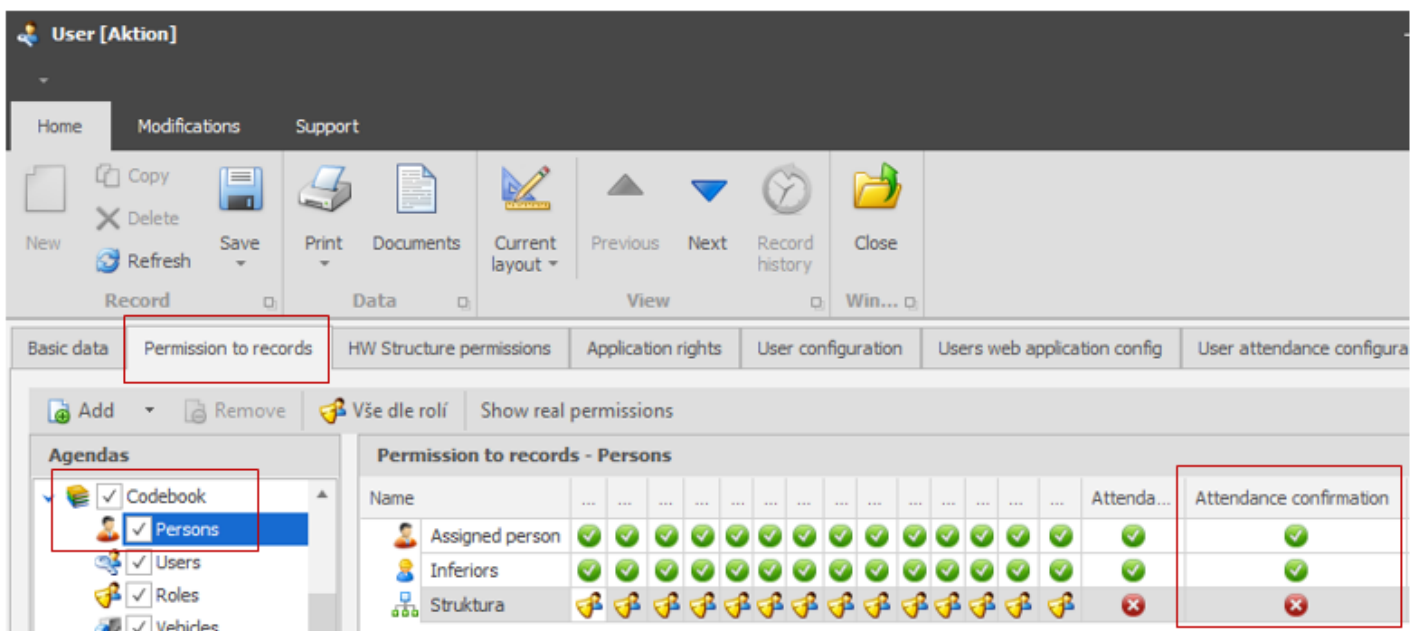 User [Aktion]
Home Modifications Support
New Copy Delete Refresh Save Print Documents Current layout Previous Next Record history Close
Record Data View Win...
Basic data Permission to records HW Structure permissions Application rights User configuration Users web application config User attendance configura
Add Remove Vše dle rolí Show real permissions
Agendas Permission to records - Persons
Codebook Name ... ... ... ... ... ... ... ... ... ... ... ... ... ... Attenda... Attendance confirmation
Persons Assigned person
Users Inferiors
Roles Struktura
Vehicles